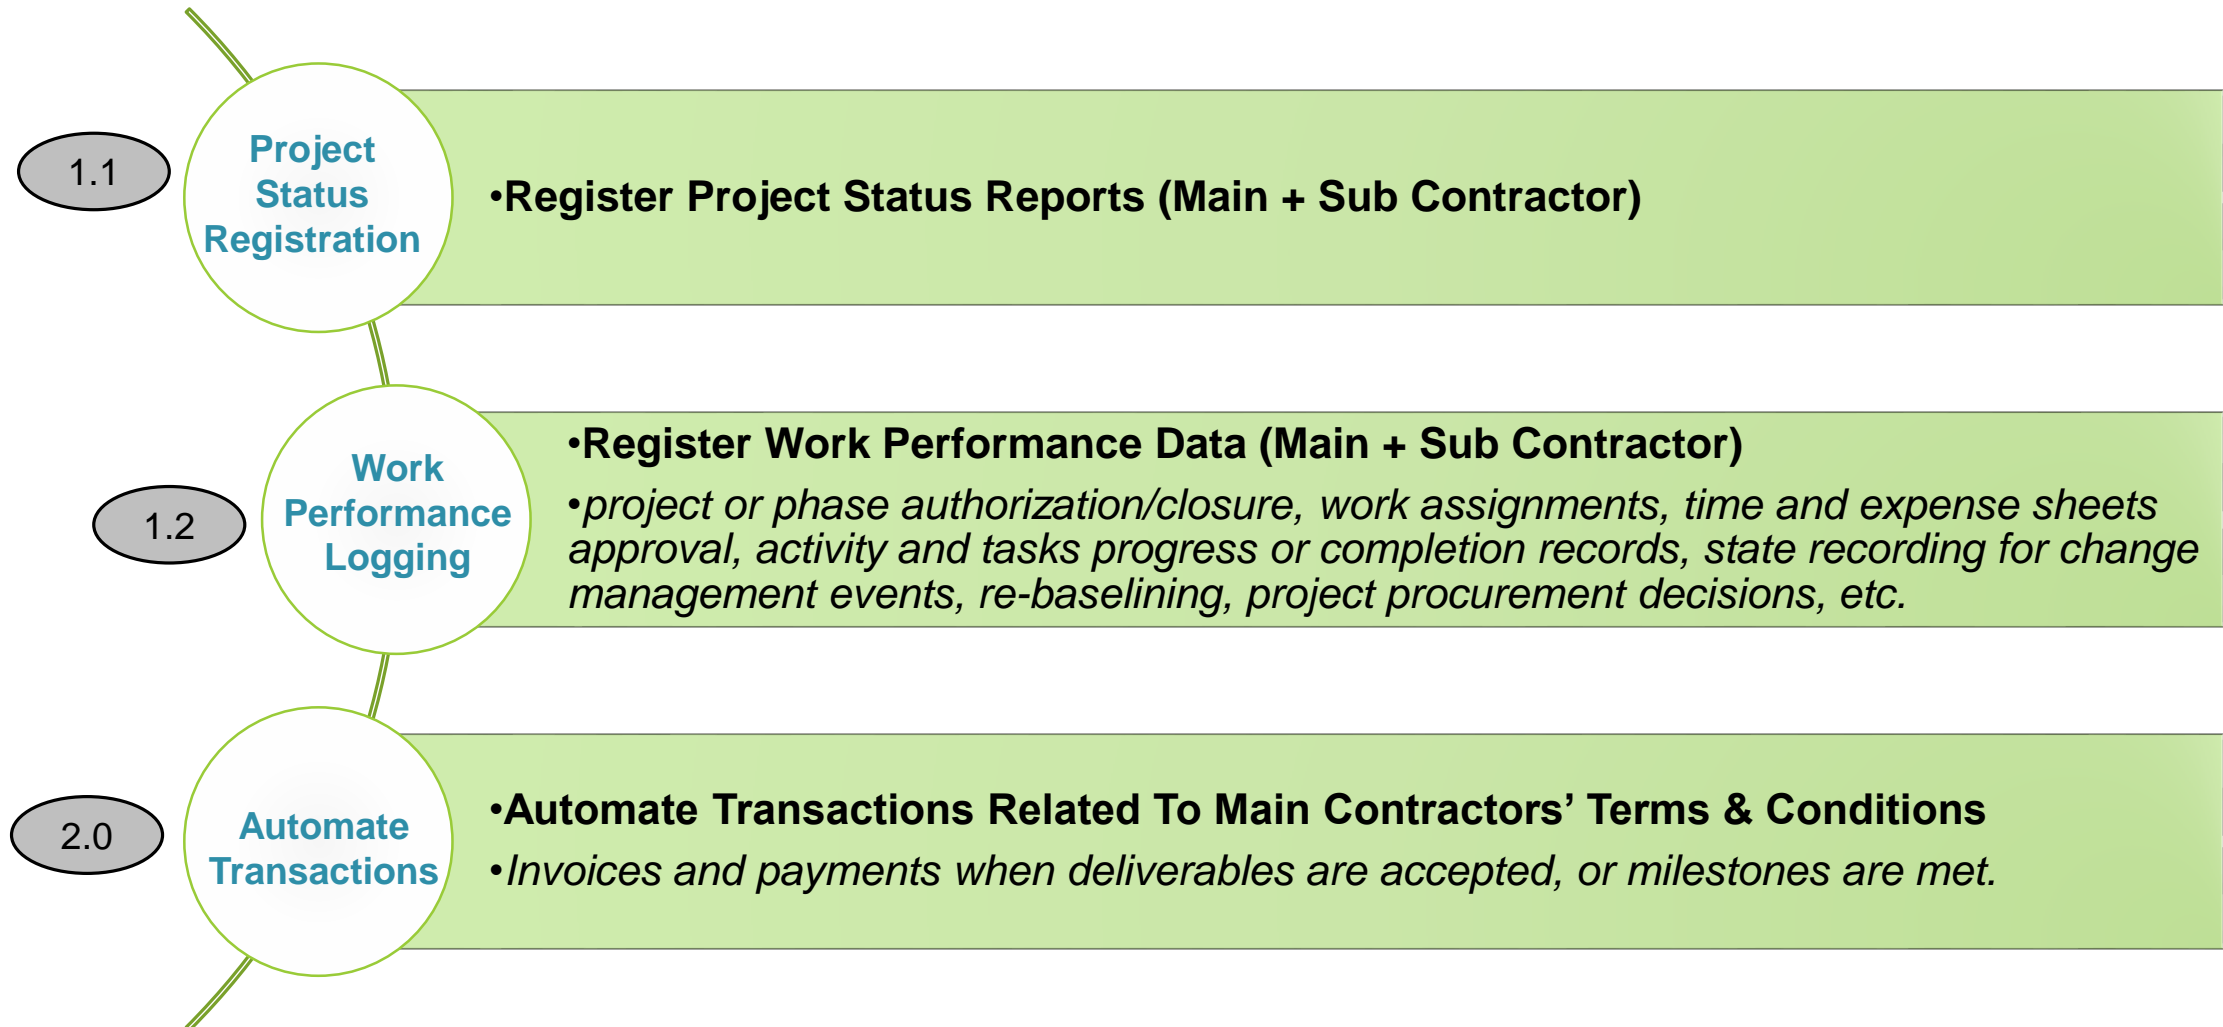 1.1
Project
Status
Registration
•Register Project Status Reports (Main + Sub Contractor)
1.2
Work
Performance
Logging
•Register Work Performance Data (Main + Sub Contractor)
•project or phase authorization/closure, work assignments, time and expense sheets
approval, activity and tasks progress or completion records, state recording for change
management events, re-baselining, project procurement decisions, etc.
2.0
Automate
Transactions
•Automate Transactions Related To Main Contractors’ Terms & Conditions
•Invoices and payments when deliverables are accepted, or milestones are met.